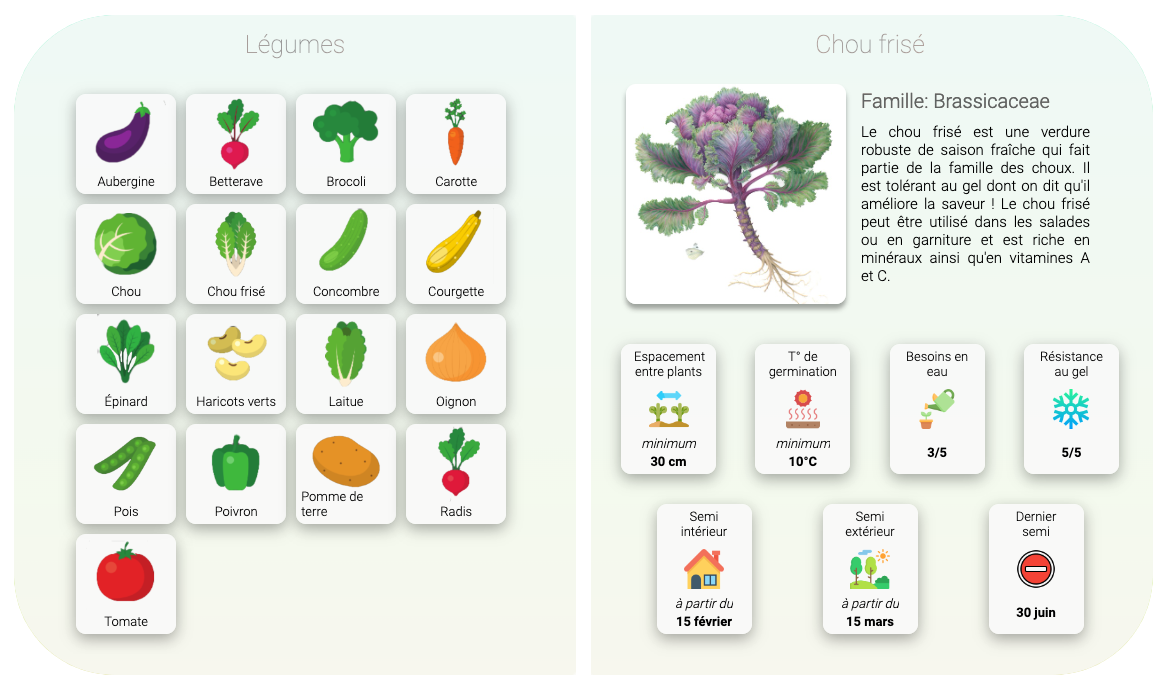 Légumes
Aubergine
Betterave
Brocoli
Carotte
Chou
Chou frisé
Concombre
Courgette
Épinard
Haricots verts
Laitue
Oignon
Pois
Poivron
Pomme de
terre
Radis
Tomate
Chou frisé
Famille: Brassicaceae
Le chou frisé est une verdure
robuste de saison fraîche qui fait
partie de la famille des choux. Il
est tolérant au gel dont on dit qu'il
améliore la saveur ! Le chou frisé
peut être utilisé dans les salades
ou en garniture et est riche en
minéraux ainsi qu'en vitamines A
et C.
Espacement
entre plants
minimum
30 cm
T° de
germination
minimum
10°C
Besoins en
eau
3/5
Résistance
au gel
5/5
Semi
intérieur
à partir du
15 février
Semi
extérieur
à partir du
15 mars
Dernier
semi
30 juin